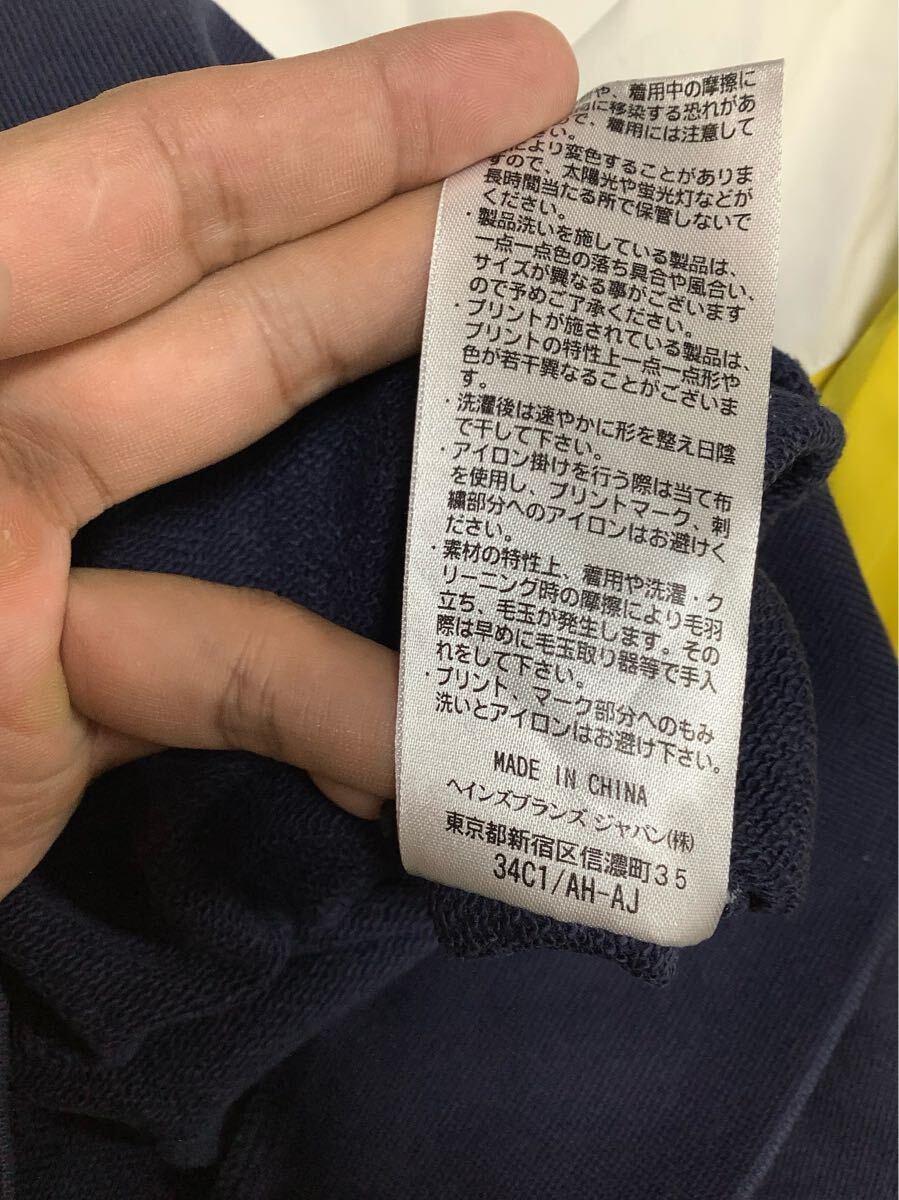 や、着用中の摩擦に
に移染する恐れがあ
で、着用には注意して
さい。
により変色することがありま
すので、太陽光や蛍光灯などが
長時間当たる所で保管しないで
ください。
・製品洗いを施している製品は、
一点一点色の落ち具合や風合い、
サイズが異なる事がございます
ので予めご了承ください。
・プリントが施されている製品は、
プリントの特性上一点一点形や
色が若干異なることがございま
す。
・洗濯後は速やかに形を整え日陰
で干して下さい。
・アイロン掛けを行う際は当て布
を使用し、プリントマーク、刺
繍部分へのアイロンはお避けく
ださい。
・素材の特性上、着用や洗濯・ク
リーニング時の摩擦により毛羽
立ち、毛玉が発生します。その
際は早めに毛玉取り器等で手入
れをして下さい。
・プリント、マーク部分へのもみ
洗いとアイロンはお避け下さい。
MADE IN CHINA
ヘインズブランズ ジャパン(株)
東京都新宿区信濃町35
34C1/AH-AJ